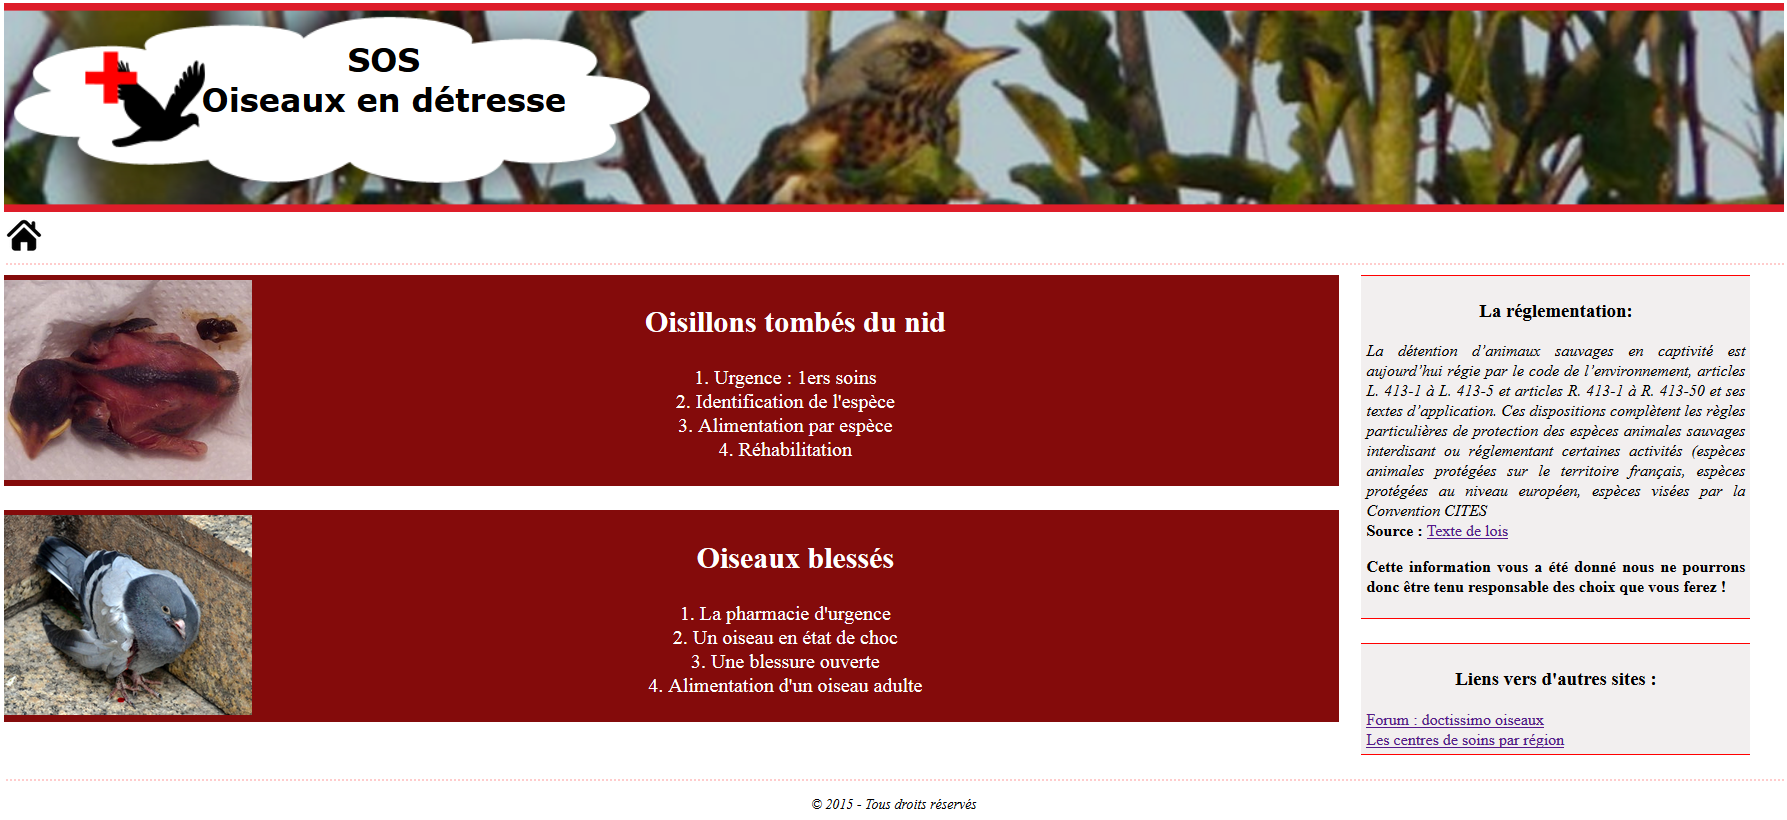 SOS
Oiseaux en détresse
Oisillons tombés du nid
1. Urgence : 1ers soins
2. Identification de l'espèce
3. Alimentation par espèce
4. Réhabilitation
Oiseaux blessés
1. La pharmacie d'urgence
2. Un oiseau en état de choc
3. Une blessure ouverte
4. Alimentation d'un oiseau adulte
La réglementation:
La détention d’animaux sauvages en captivité est
aujourd’hui régie par le code de l’environnement, articles
L. 413-1 à L. 413-5 et articles R. 413-1 à R. 413-50 et ses
textes d’application. Ces dispositions complètent les règles
particulières de protection des espèces animales sauvages
interdisant ou réglementant certaines activités (espèces
animales protégées sur le territoire français, espèces
protégées au niveau européen, espèces visées par la
Convention CITES
Source : Texte de lois
Cette information vous a été donné nous ne pourrons
donc être tenu responsable des choix que vous ferez !
Liens vers d'autres sites :
Forum : doctissimo oiseaux
Les centres de soins par région
© 2015 - Tous droits réservés